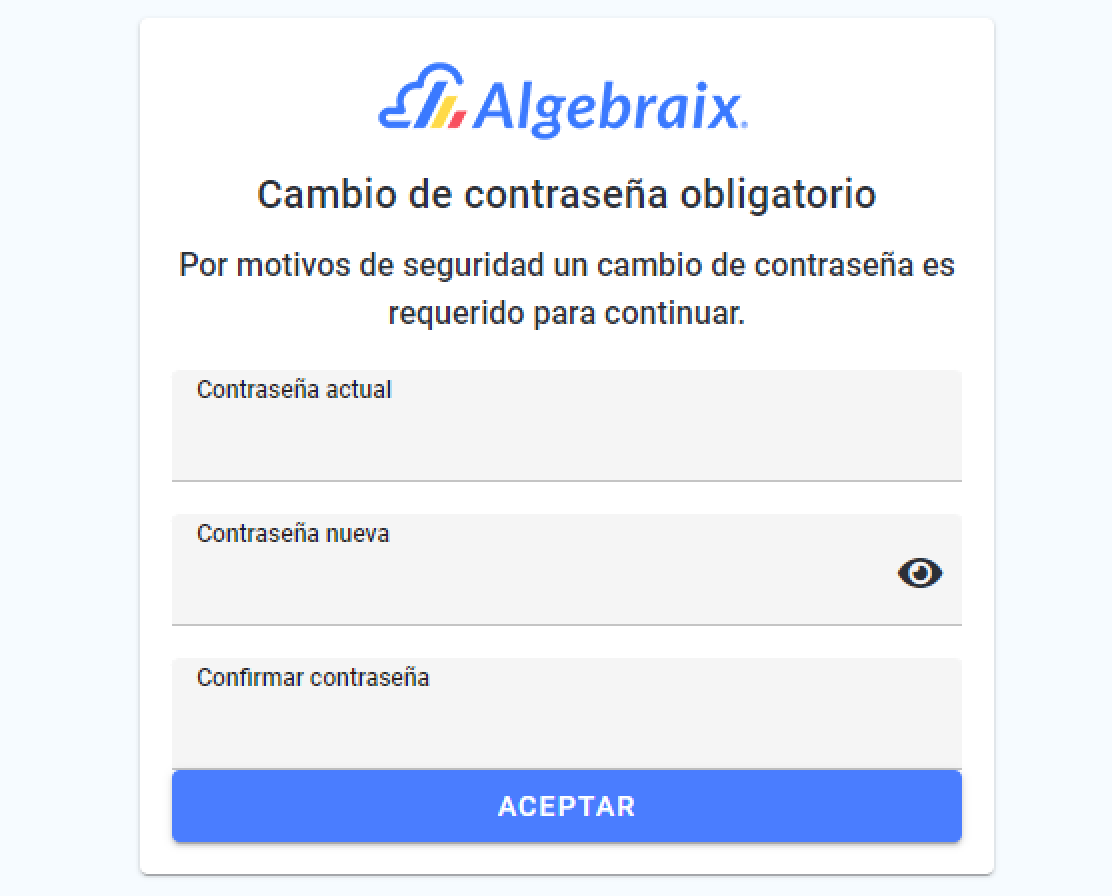 Algebraix
Cambio de contraseña obligatorio
Por motivos de seguridad un cambio de contraseña es
requerido para continuar.
Contraseña actual
Contraseña nueva
Confirmar contraseña
ACEPTAR